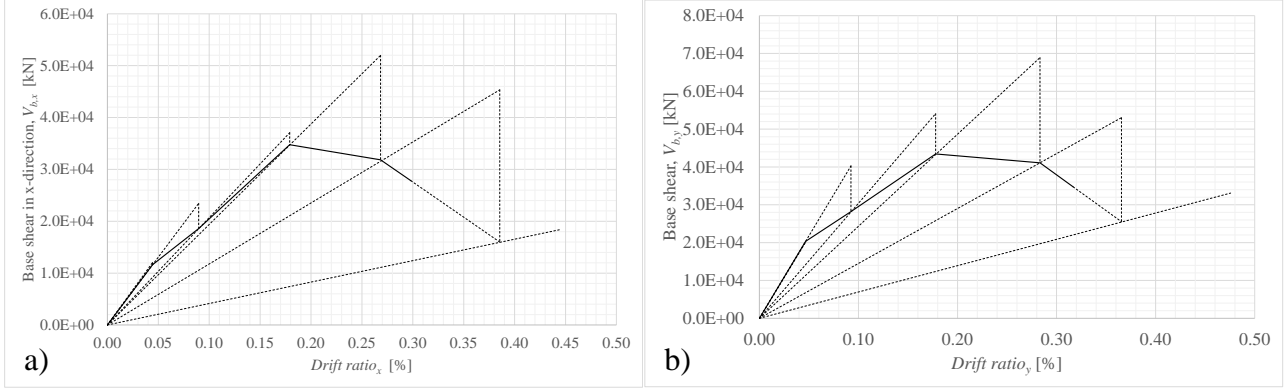 6.0E+04
5.0E+04
4.0E+04
3.0E+04
2.0E+04
1.0E+04
0.0E+00
Base shear in x-direction, V_{b,x} [kN]
0.00 0.05 0.10 0.15 0.20 0.25 0.30 0.35 0.40 0.45 0.50
Drift ratio_x [%]
a)
8.0E+04
7.0E+04
6.0E+04
5.0E+04
4.0E+04
3.0E+04
2.0E+04
1.0E+04
0.0E+00
Base shear, V_{b,y} [kN]
0.00 0.10 0.20 0.30 0.40 0.50
Drift ratio_y [%]
b)